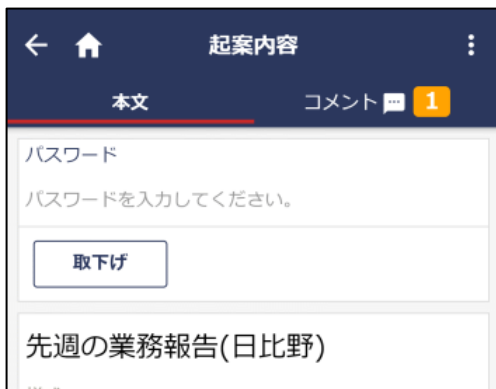 起案内容
本文
コメント 1
パスワード
パスワードを入力してください。
取下げ
先週の業務報告(日比野)